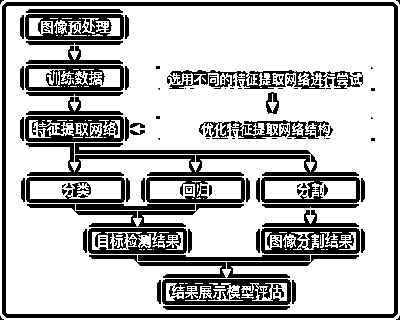 图像预处理
训练数据
选用不同的特征提取网络进行尝试
特征提取网络
优化特征提取网络结构
分类
回归
分割
目标检测结果
图像分割结果
结果展示模型评估